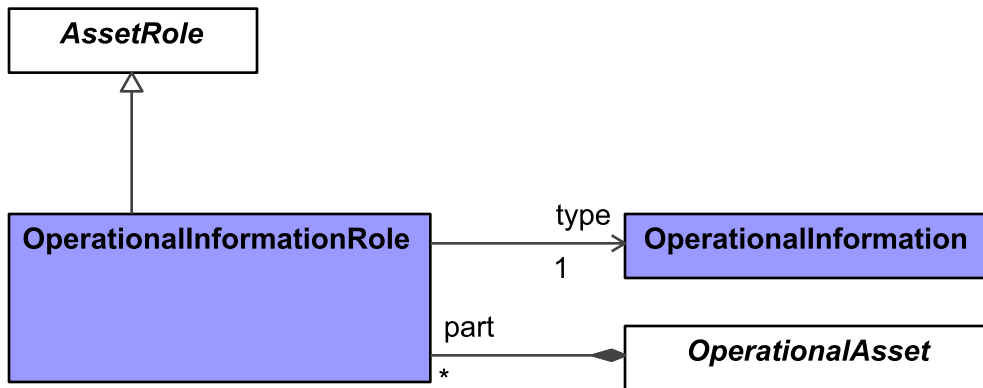 AssetRole
OperationalInformationRole
type
1
OperationalInformation
part
*
OperationalAsset